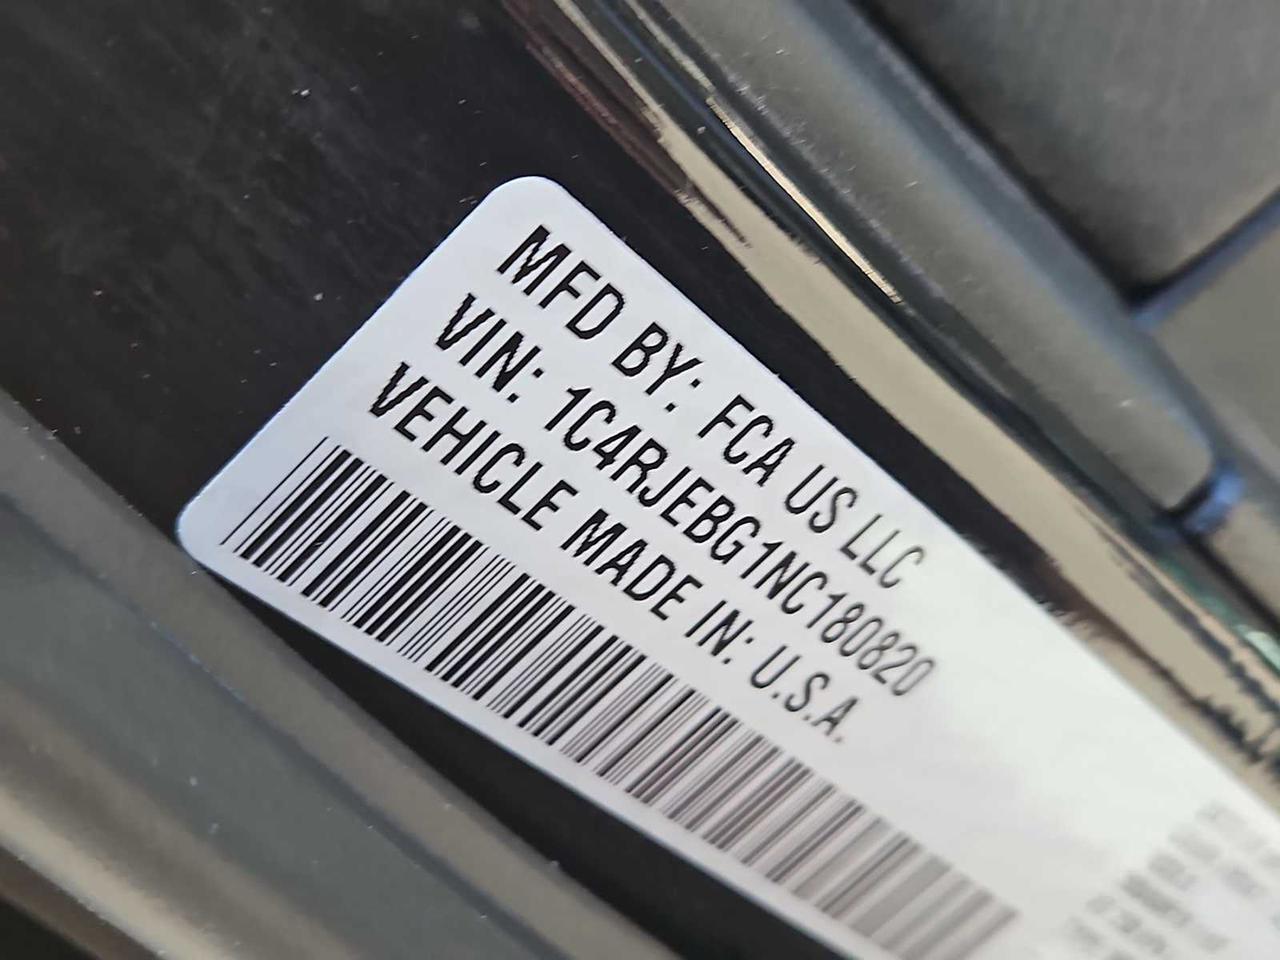 MFD BY: FCA US LLC
VIN: 1C4RJEBG1NC180820
VEHICLE MADE IN: U.S.A.